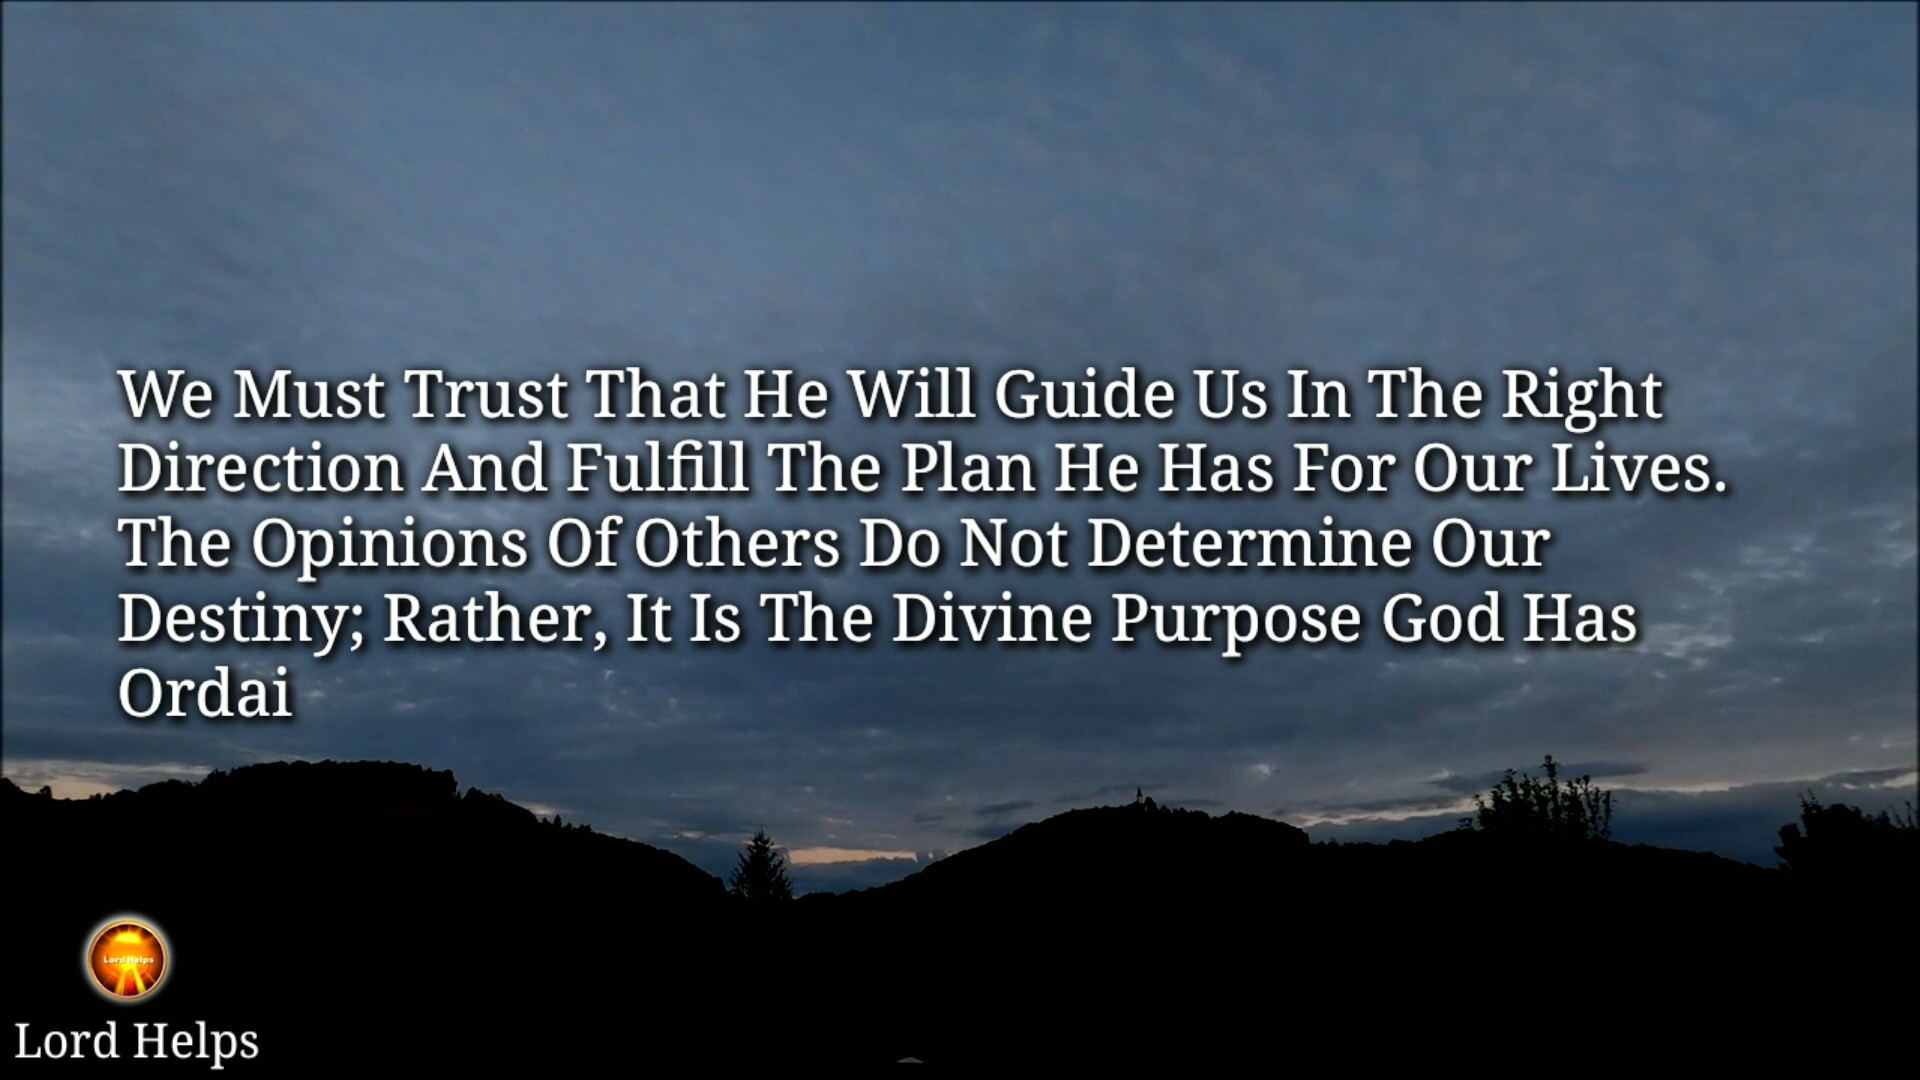 We Must Trust That He Will Guide Us In The Right
Direction And Fulfill The Plan He Has For Our Lives.
The Opinions Of Others Do Not Determine Our
Destiny; Rather, It Is The Divine Purpose God Has
Ordai
Lord Helps
Lord Helps